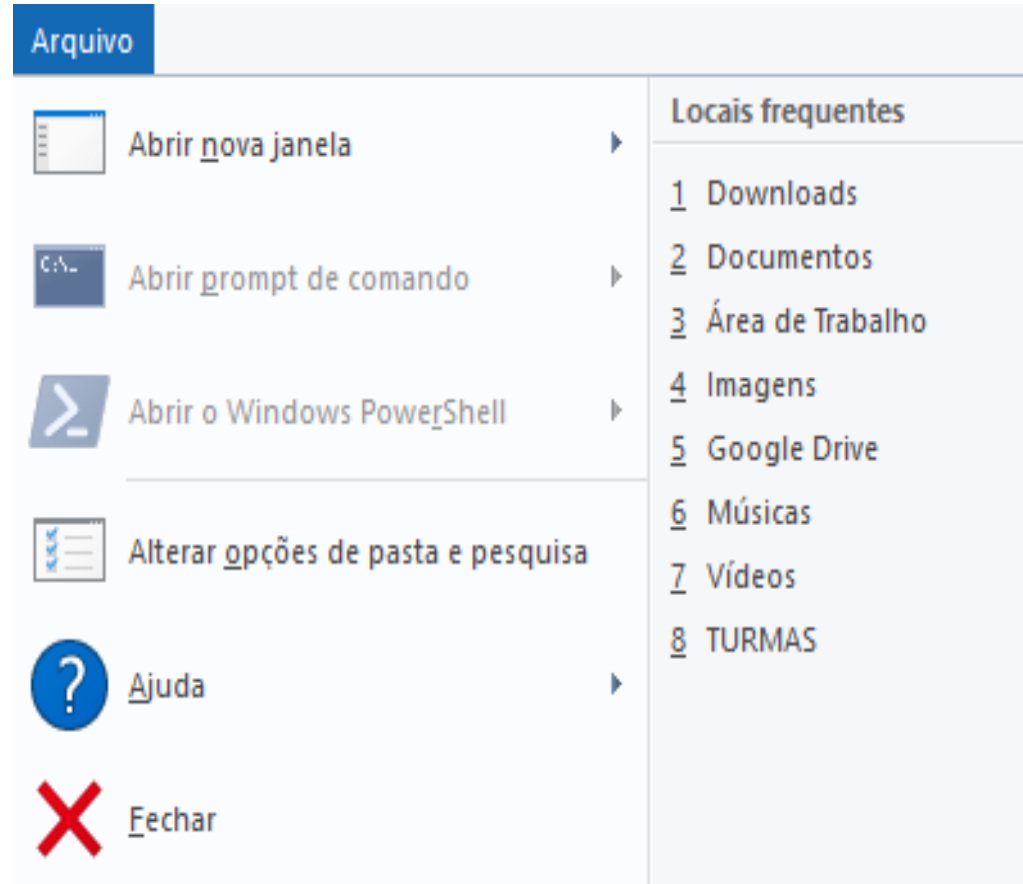 Arquivo
Abrir nova janela
C:\_
Abrir prompt de comando
Abrir o Windows PowerShell
Alterar opções de pasta e pesquisa
?
Ajuda
Fechar
Locais frequentes
1 Downloads
2 Documentos
3 Área de Trabalho
4 Imagens
5 Google Drive
6 Músicas
7 Vídeos
8 TURMAS